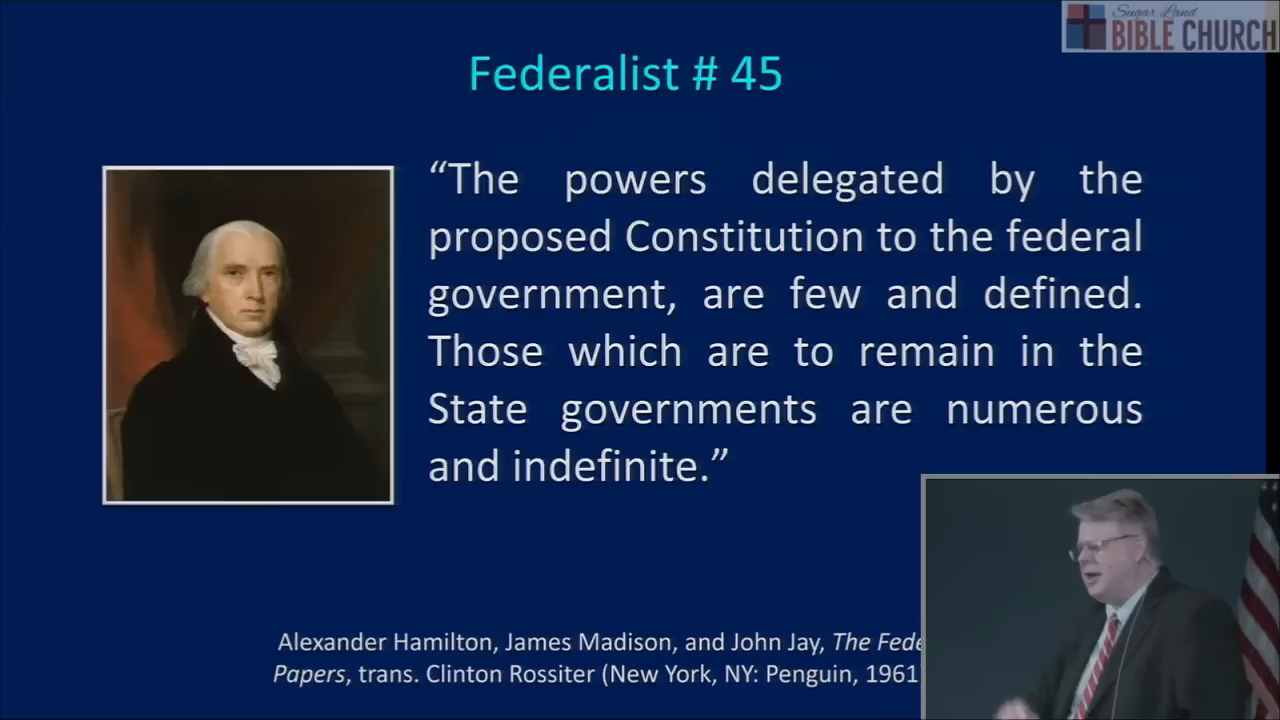 Sugar Land
BIBLE CHURCH
Federalist # 45
“The powers delegated by the
proposed Constitution to the federal
government, are few and defined.
Those which are to remain in the
State governments are numerous
and indefinite.”
Alexander Hamilton, James Madison, and John Jay, The
Papers, trans. Clinton Rossiter (New York, NY: Penguin, 1961